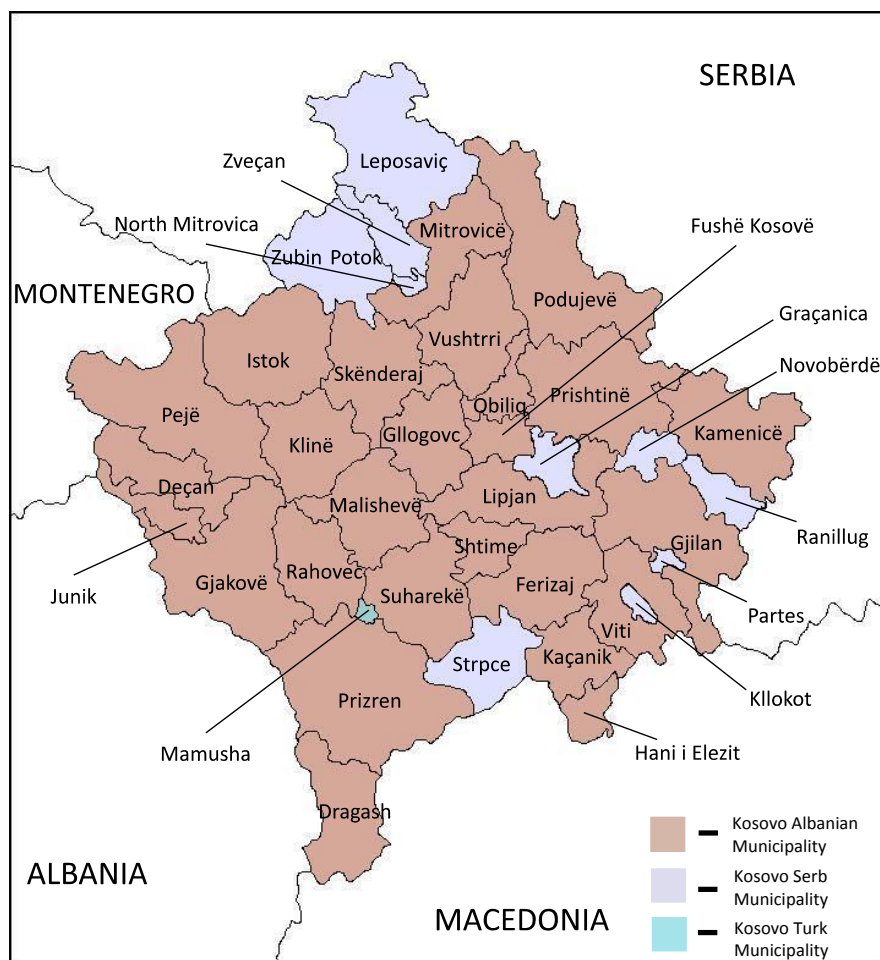 SERBIA
Zveçan
Leposaviç
North Mitrovica
Mitrovicë
Fushë Kosovë
Zubin Potok
MONTENEGRO
Podujevë
Graçanica
Vushtrri
Istok
Skënderaj
Novobërdë
Prishtinë
Obiliq
Pejë
Kamenicë
Klinë
Gllogovc
Deçan
Lipjan
Malishevë
Ranillug
Shtime
Gjilan
Junik
Gjakovë
Rahovec
Suharekë
Ferizaj
Partes
Viti
Strpce
Kaçanik
Prizren
Kllokot
Mamusha
Hani i Elezit
Dragash
Kosovo Albanian
Municipality
ALBANIA
Kosovo Serb
Municipality
MACEDONIA
Kosovo Turk
Municipality